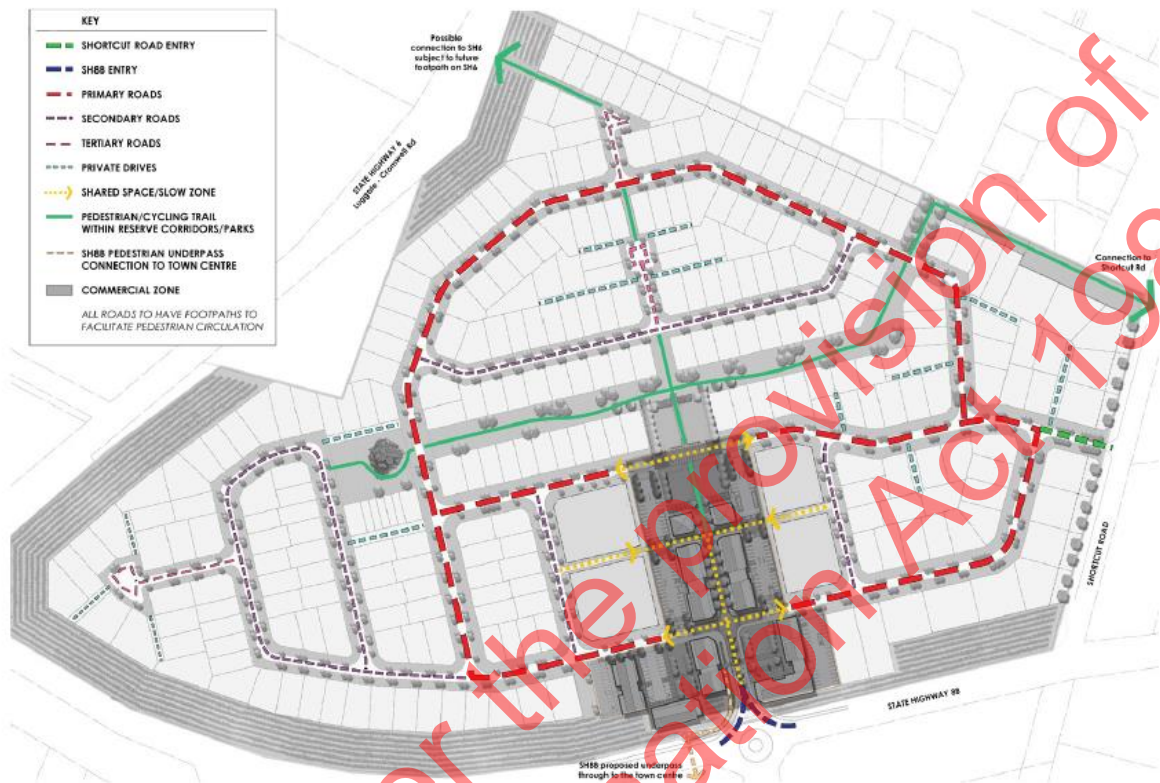 KEY
SHORTCUT ROAD ENTRY
SH8B ENTRY
PRIMARY ROADS
SECONDARY ROADS
TERTIARY ROADS
PRIVATE DRIVES
SHARED SPACE/SLOW ZONE
PEDESTRIAN/CYCLING TRAIL
WITHIN RESERVE CORRIDORS/PARKS
SH8B PEDESTRIAN UNDERPASS
CONNECTION TO TOWN CENTRE
COMMERCIAL ZONE
ALL ROADS TO HAVE FOOTPATHS TO
FACILITATE PEDESTRIAN CIRCULATION
Possible
connection to SH6
subject to future
footpath on SH6
STATE HIGHWAY 6
Luggate - Cromwell Rd
Connection to
Shortcut Rd
SHORTCUT ROAD
STATE HIGHWAY 8B
SH8B proposed underpass
through to the town centre
er the provision of
ation Act 198